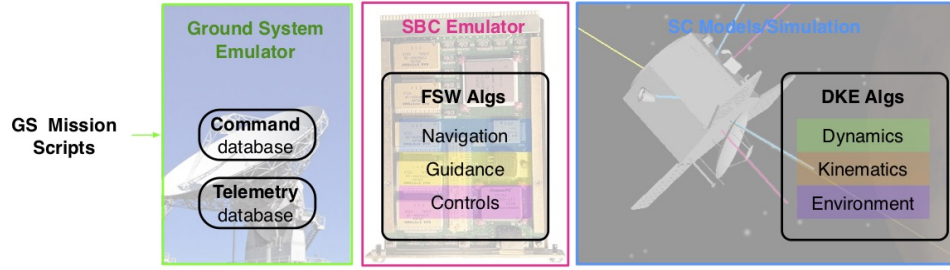 GS Mission
Scripts
Ground System
Emulator
Command
database
Telemetry
database
SBC Emulator
FSW Algs
Navigation
Guidance
Controls
SC Models/Simulation
DKE Algs
Dynamics
Kinematics
Environment